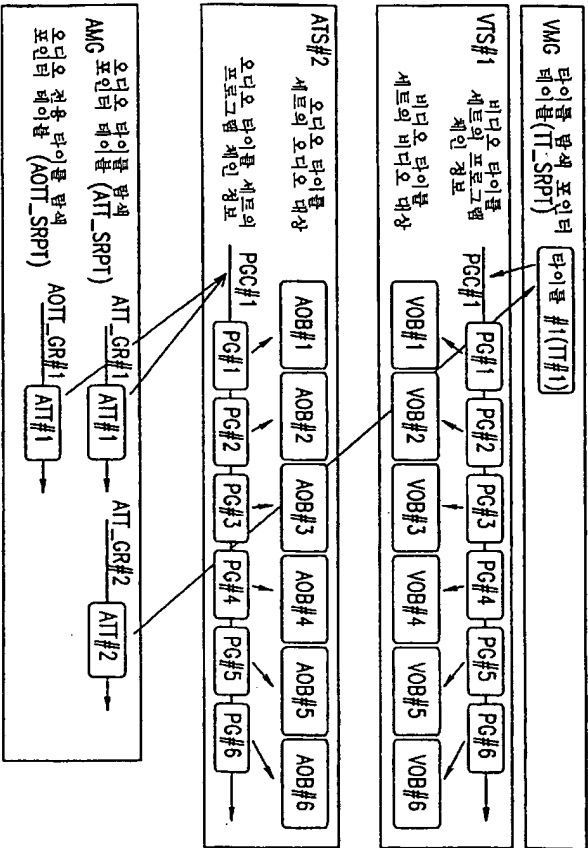 VMG
타이틀 탐색 포인터
테이블(TT_SRPT)
타이틀 #1(TT#1)
VTS#1
비디오 타이틀
세트의 프로그램
체인 정보
PGC#1
PG#1
PG#2
PG#3
PG#4
PG#5
PG#6
비디오 타이틀
세트의 비디오 대상
VOB#1
VOB#2
VOB#3
VOB#4
VOB#5
VOB#6
ATS#2
오디오 타이틀
세트의 오디오 대상
AOB#1
AOB#2
AOB#3
AOB#4
AOB#5
AOB#6
오디오 타이틀 세트의
프로그램 체인 정보
PGC#1
PG#1
PG#2
PG#3
PG#4
PG#5
PG#6
AMG
오디오 타이틀 탐색
포인터 테이블 (ATT_SRPT)
ATT_GR#1
ATT#1
ATT_GR#2
ATT#2
오디오 전용 타이틀 탐색
포인터 테이블 (AOTT_SRPT)
AOTT_GR#1
ATT#1